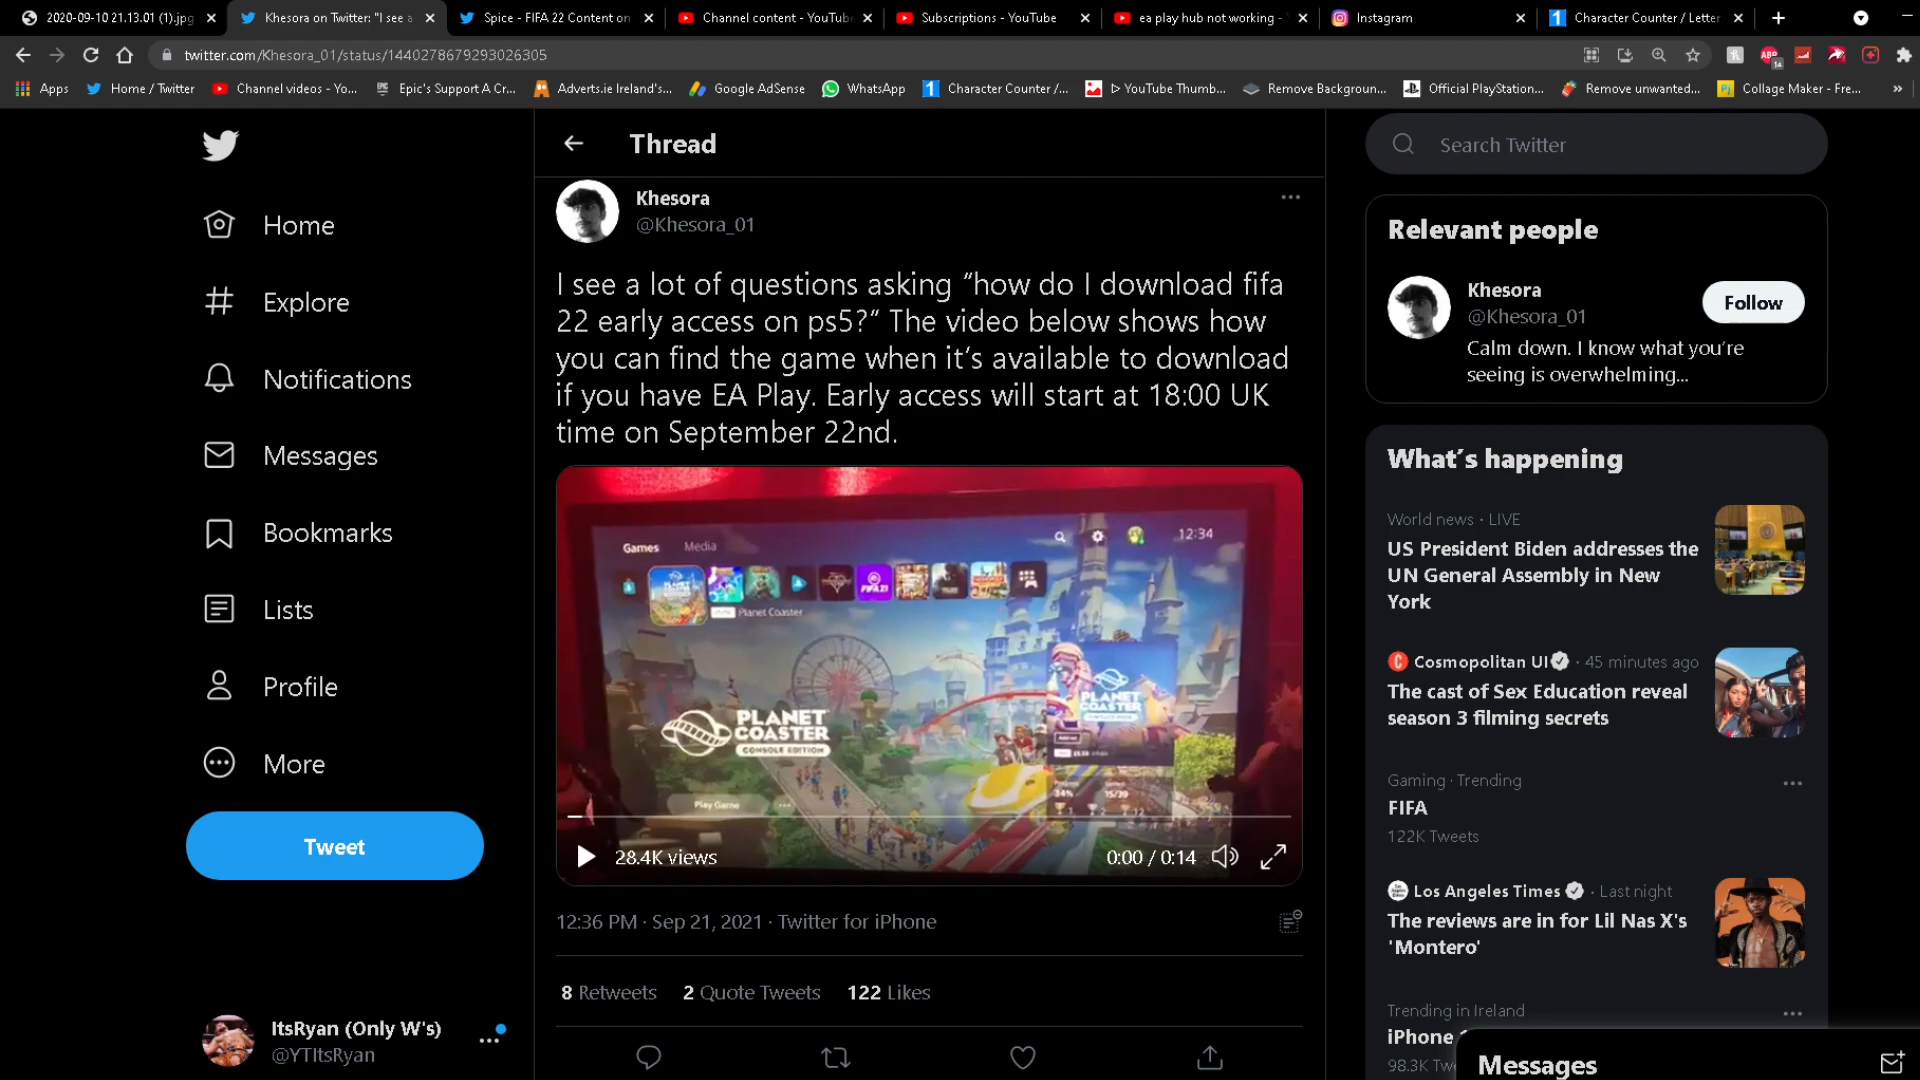 2020-09-10 21.13.01 (1).jpg
Khesora on Twitter: "I see a
Spice - FIFA 22 Content on
Channel content - YouTube
Subscriptions - YouTube
ea play hub not working -
Instagram
Character Counter / Letter
twitter.com/Khesora_01/status/1440278679293026305
Apps
Home / Twitter
Channel videos - Yo...
Epic's Support A Cr...
Adverts.ie Ireland's...
Google AdSense
WhatsApp
Character Counter /...
YouTube Thumb...
Remove Backgroun...
Official PlayStation...
Remove unwanted...
Collage Maker - Fre...
Home
Explore
Notifications
Messages
Bookmarks
Lists
Profile
More
Tweet
ItsRyan (Only W's)
@YTItsRyan
Thread
Khesora
@Khesora_01
I see a lot of questions asking “how do I download fifa
22 early access on ps5?” The video below shows how
you can find the game when it’s available to download
if you have EA Play. Early access will start at 18:00 UK
time on September 22nd.
Games Media
12:34
FIFA21
Planet Coaster
PLANET
COASTER
CONSOLE EDITION
PLANET
COASTER
Play Game
34%
15/39
28.4K views
0:00 / 0:14
12:36 PM · Sep 21, 2021 · Twitter for iPhone
8 Retweets 2 Quote Tweets 122 Likes
Search Twitter
Relevant people
Khesora
@Khesora_01
Follow
Calm down. I know what you’re
seeing is overwhelming...
What’s happening
World news · LIVE
US President Biden addresses the
UN General Assembly in New
York
Cosmopolitan UK · 45 minutes ago
The cast of Sex Education reveal
season 3 filming secrets
Gaming · Trending
FIFA
122K Tweets
Los Angeles Times · Last night
The reviews are in for Lil Nas X's
'Montero'
Trending in Ireland
iPhone
98.3K Twe
Messages